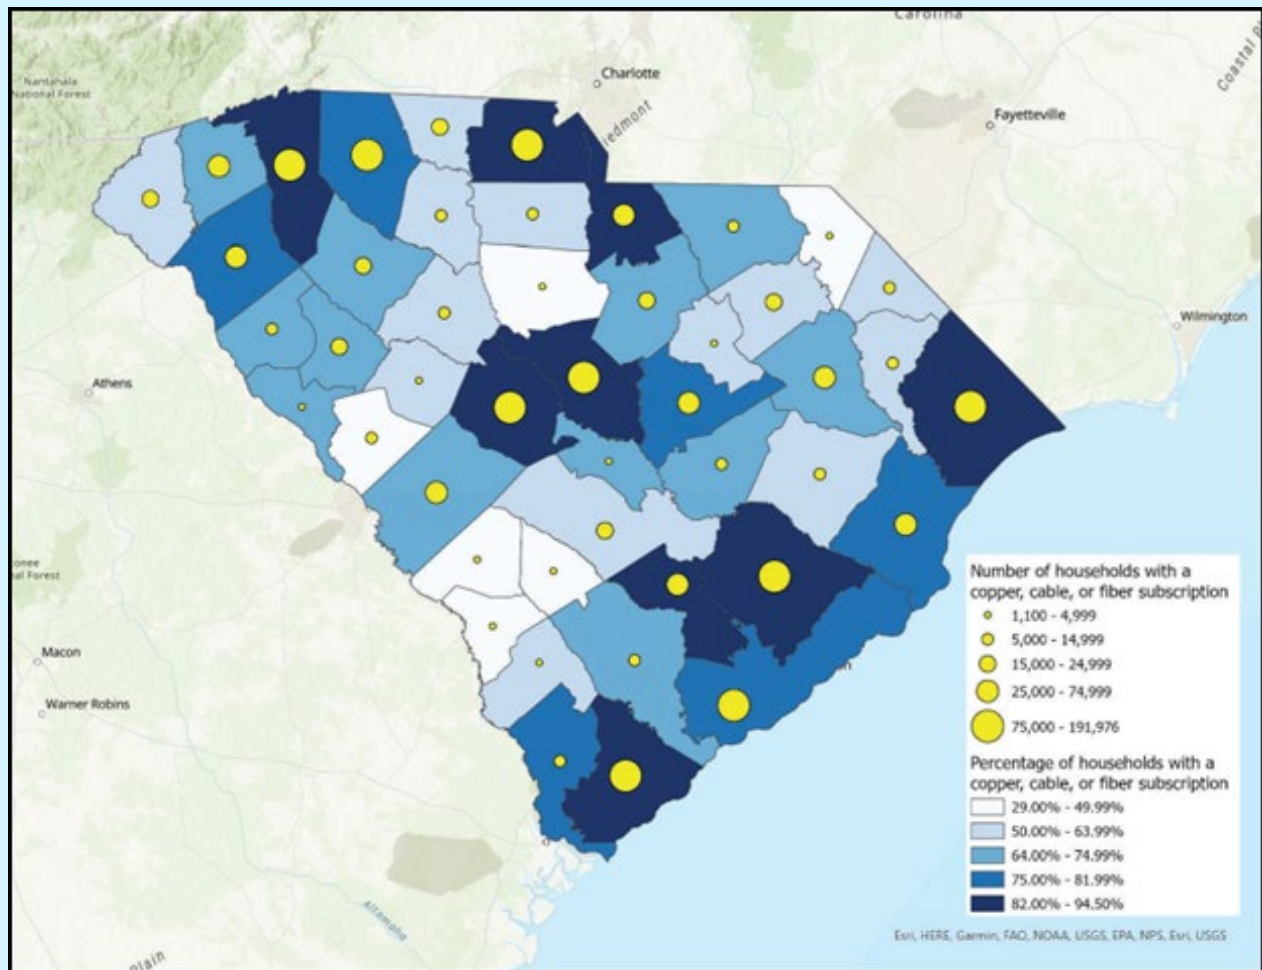 Carolina
Coastal
Nantahala
National Forest
Charlotte
Piedmont
Fayetteville
Wilmington
Athens
Macon
Warner Robins
Altamaha
Plain
Number of households with a
copper, cable, or fiber subscription
1,100 - 4,999
5,000 - 14,999
15,000 - 24,999
25,000 - 74,999
75,000 - 191,976
Percentage of households with a
copper, cable, or fiber subscription
29.00% - 49.99%
50.00% - 63.99%
64.00% - 74.99%
75.00% - 81.99%
82.00% - 94.50%
Esri, HERE, Garmin, FAO, NOAA, USGS, EPA, NPS, Esri, USGS